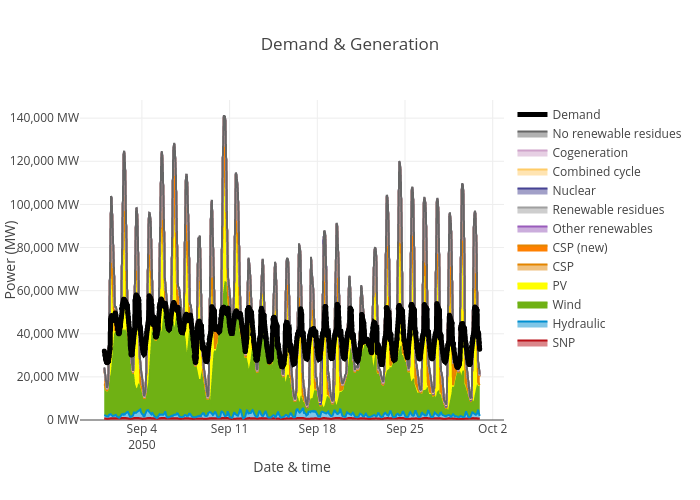 Demand & Generation
140,000 MW
120,000 MW
100,000 MW
80,000 MW
60,000 MW
40,000 MW
20,000 MW
0 MW
Power (MW)
Sep 4
2050
Sep 11
Sep 18
Sep 25
Oct 2
Date & time
Demand
No renewable residues
Cogeneration
Combined cycle
Nuclear
Renewable residues
Other renewables
CSP (new)
CSP
PV
Wind
Hydraulic
SNP